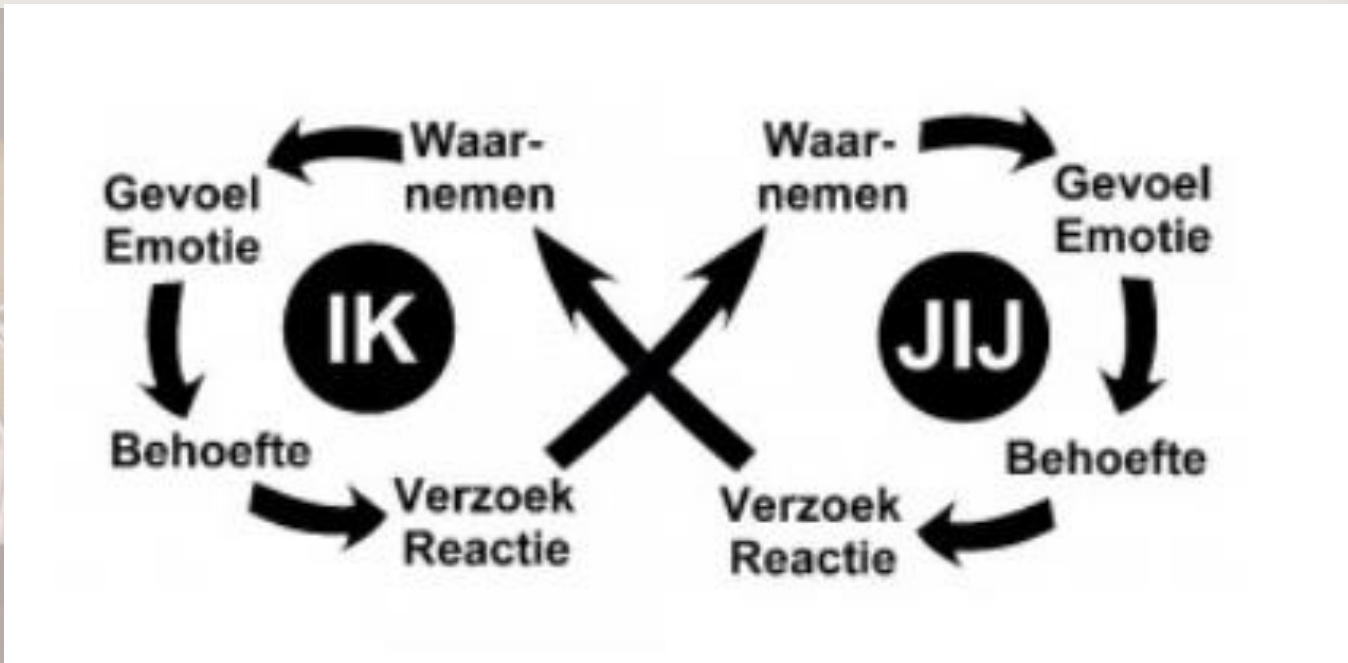 Waar-
nemen
Gevoel
Emotie
IK
Behoefte
Verzoek
Reactie
Waar-
nemen
Gevoel
Emotie
JIJ
Behoefte
Verzoek
Reactie